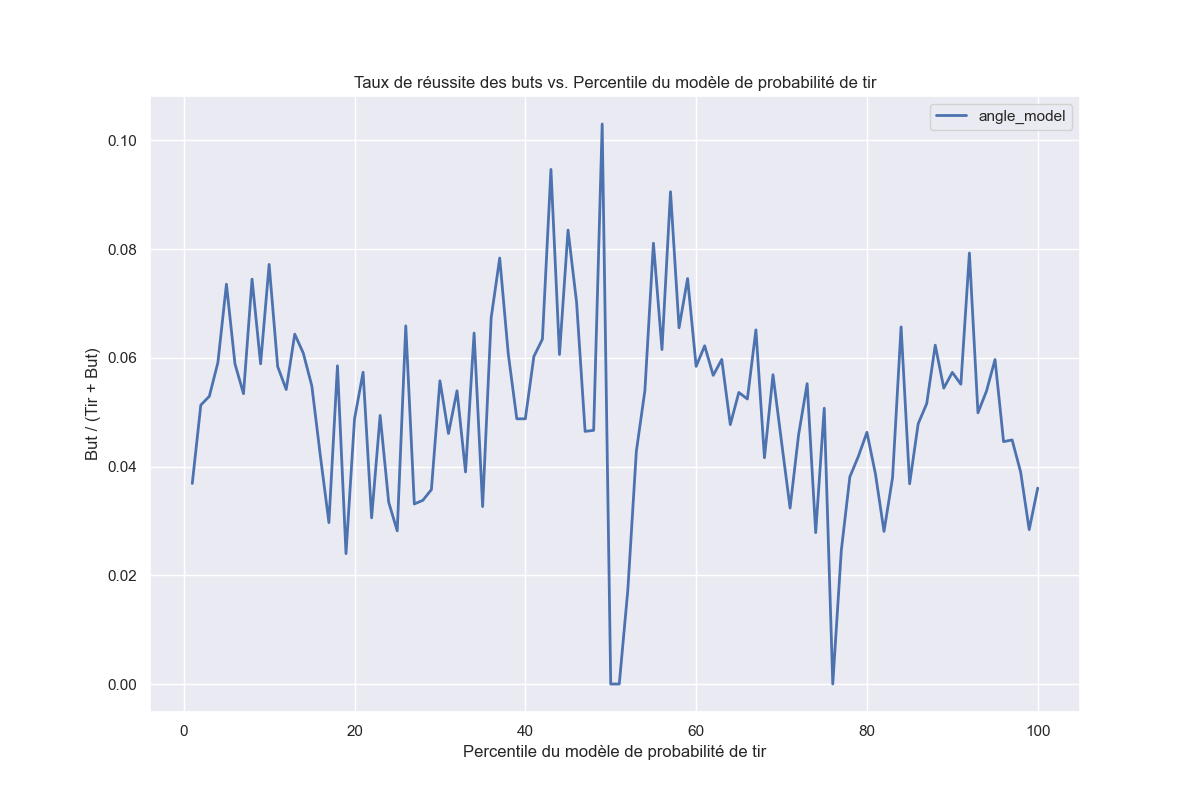 Taux de réussite des buts vs. Percentile du modèle de probabilité de tir
angle_model
But / (Tir + But)
0.10
0.08
0.06
0.04
0.02
0.00
0 20 40 60 80 100
Percentile du modèle de probabilité de tir